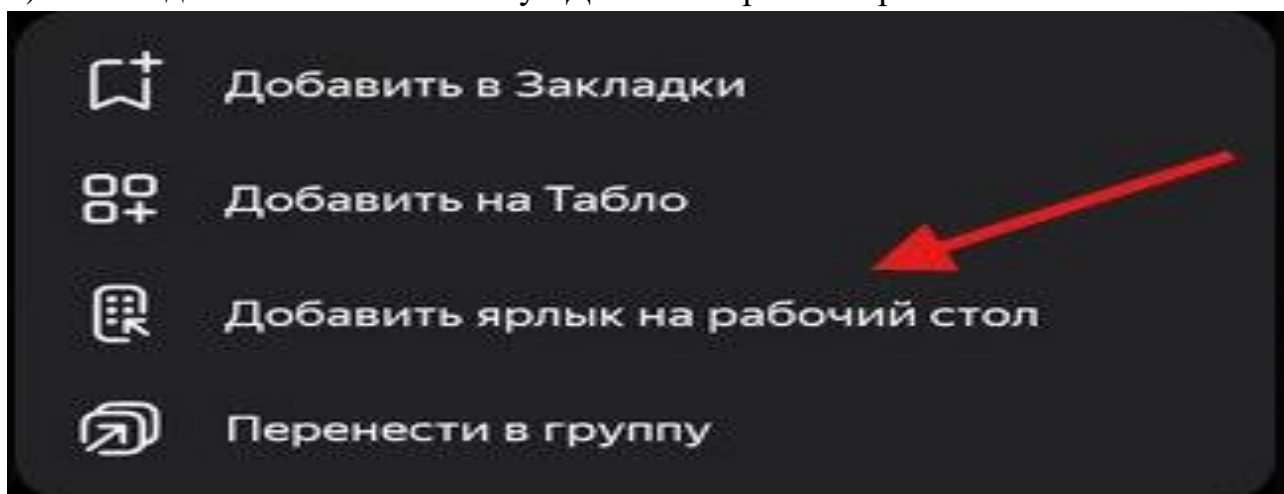 Добавить в Закладки
Добавить на Табло
Добавить ярлык на рабочий стол
Перенести в группу